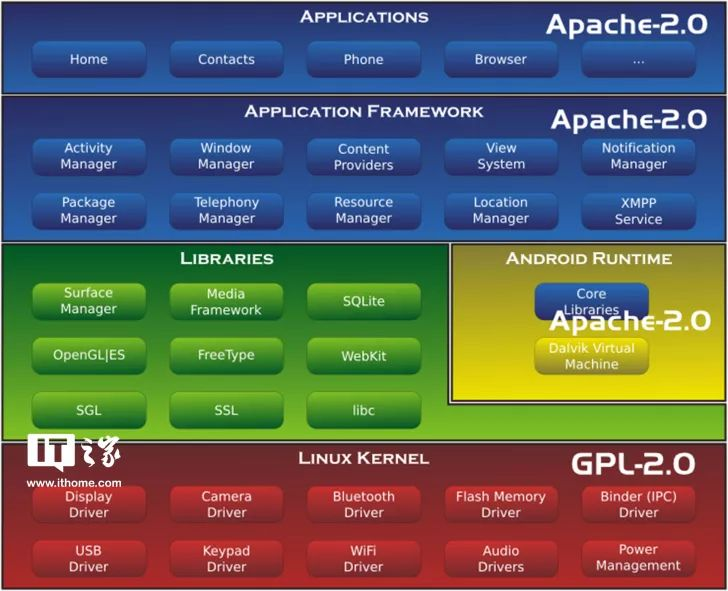 APPLICATIONS
Apache-2.0
Home
Contacts
Phone
Browser
...
APPLICATION FRAMEWORK
Apache-2.0
Activity
Manager
Window
Manager
Content
Providers
View
System
Notification
Manager
Package
Manager
Telephony
Manager
Resource
Manager
Location
Manager
XMPP
Service
LIBRARIES
Surface
Manager
Media
Framework
SQLite
OpenGL|ES
FreeType
WebKit
SGL
SSL
libc
ANDROID RUNTIME
Core
Libraries
Apache-2.0
Dalvik Virtual
Machine
IT之家
www.ithome.com
LINUX KERNEL
GPL-2.0
Display
Driver
Camera
Driver
Bluetooth
Driver
Flash Memory
Driver
Binder (IPC)
Driver
USB
Driver
Keypad
Driver
WiFi
Driver
Audio
Drivers
Power
Management